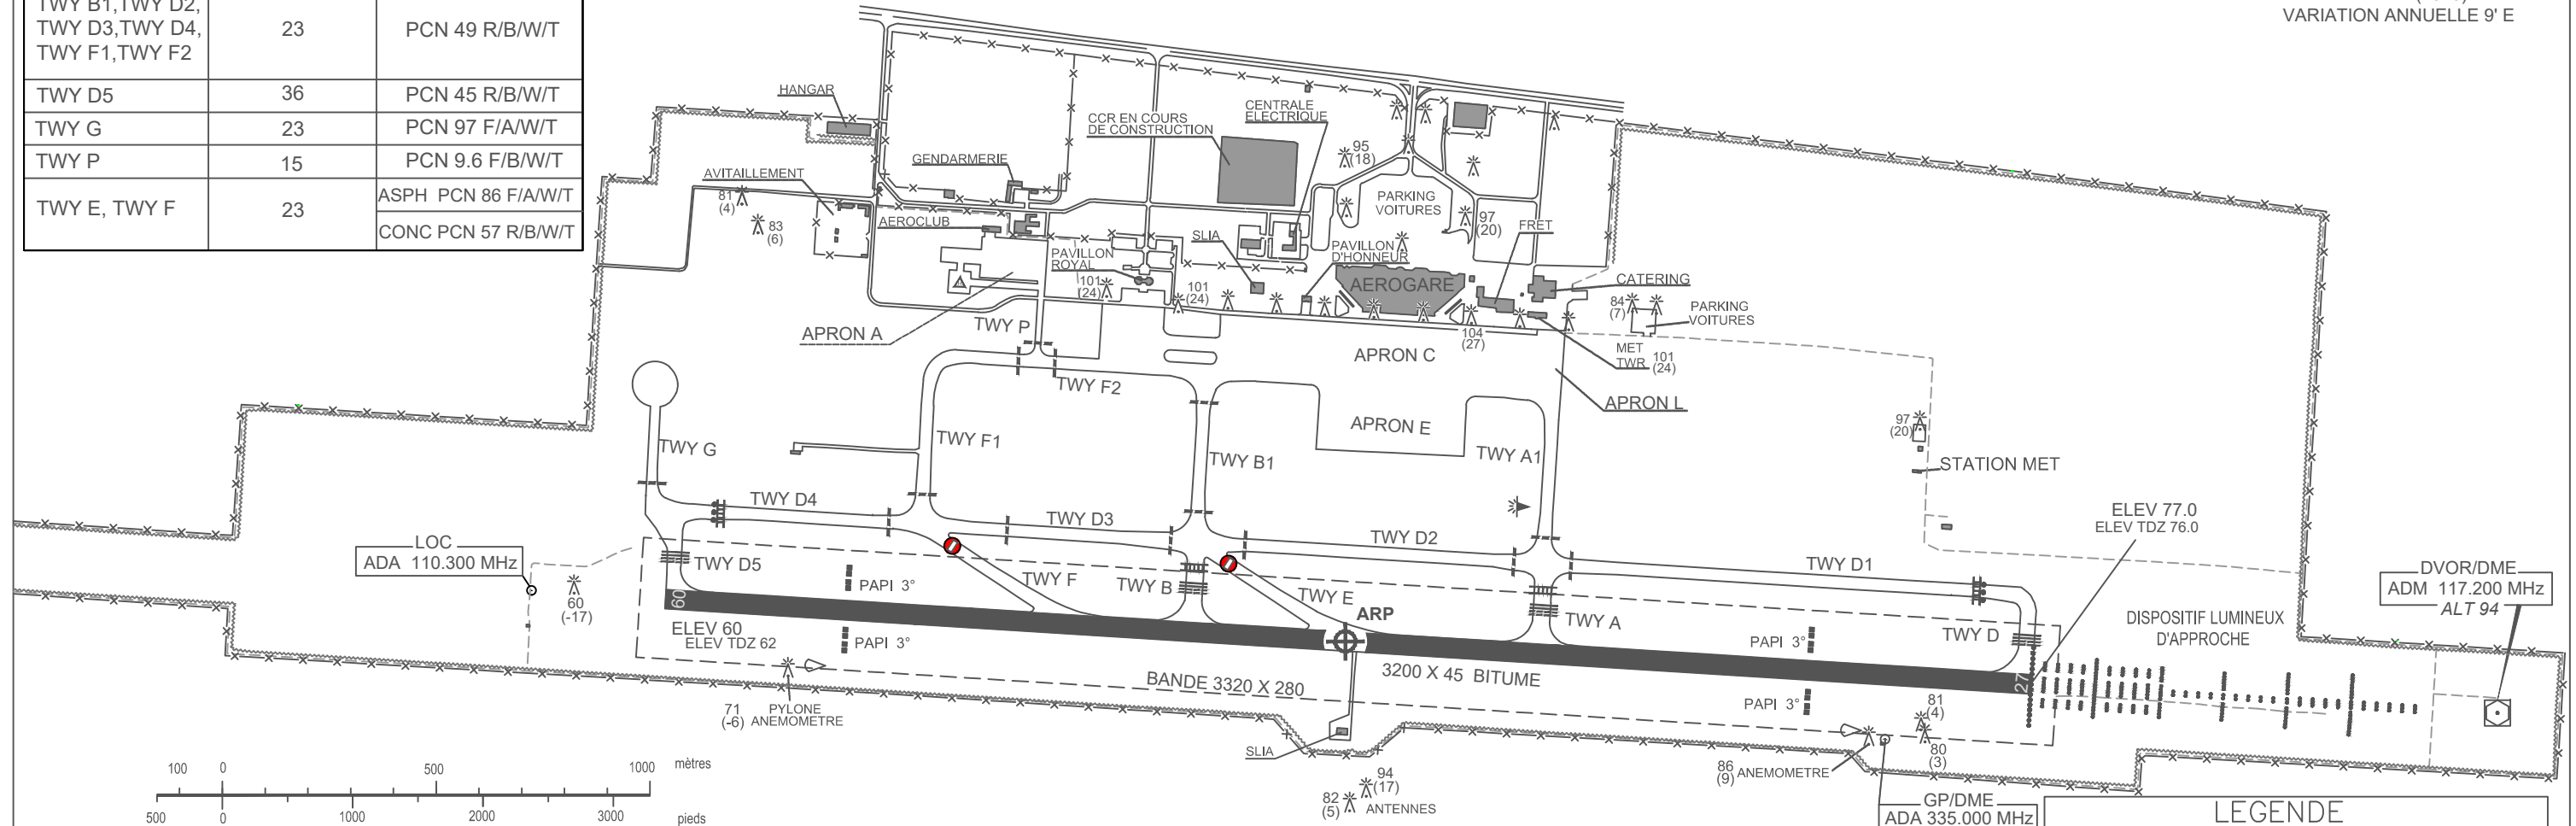 TWY B1,TWY D2,
TWY D3,TWY D4,
TWY F1,TWY F2
23
PCN 49 R/B/W/T
TWY D5
36
PCN 45 R/B/W/T
TWY G
23
PCN 97 F/A/W/T
TWY P
15
PCN 9.6 F/B/W/T
TWY E, TWY F
23
ASPH PCN 86 F/A/W/T
CONC PCN 57 R/B/W/T
VARIATION ANNUELLE 9' E
HANGAR
CCR EN COURS
DE CONSTRUCTION
CENTRALE
ELECTRIQUE
95
(18)
GENDARMERIE
AVITAILLEMENT
81
(4)
83
(6)
AEROCLUB
PARKING
VOITURES
97
(20)
FRET
SLIA
PAVILLON
D'HONNEUR
PAVILLON
ROYAL
101
(24)
101
(24)
AEROGARE
CATERING
84
(7)
PARKING
VOITURES
104
(27)
MET
TWR
101
(24)
APRON A
TWY P
APRON C
TWY F2
APRON L
APRON E
97
(20)
STATION MET
TWY G
TWY F1
TWY B1
TWY A1
TWY D4
TWY D3
TWY D2
TWY D1
ELEV 77.0
ELEV TDZ 76.0
LOC
ADA 110.300 MHz
60
(-17)
TWY D5
PAPI 3°
TWY F
TWY B
TWY E
ARP
TWY A
TWY D
DVOR/DME
ADM 117.200 MHz
ALT 94
DISPOSITIF LUMINEUX
D'APPROCHE
09
ELEV 60
ELEV TDZ 62
PAPI 3°
PAPI 3°
3200 X 45 BITUME
BANDE 3320 X 280
27
PAPI 3°
71
(-6)
PYLONE
ANEMOMETRE
81
(4)
80
(3)
SLIA
86
(9)
ANEMOMETRE
94
(17)
82
(5)
ANTENNES
GP/DME
ADA 335.000 MHz
LEGENDE
100 0 500 1000 mètres
500 0 1000 2000 3000 pieds